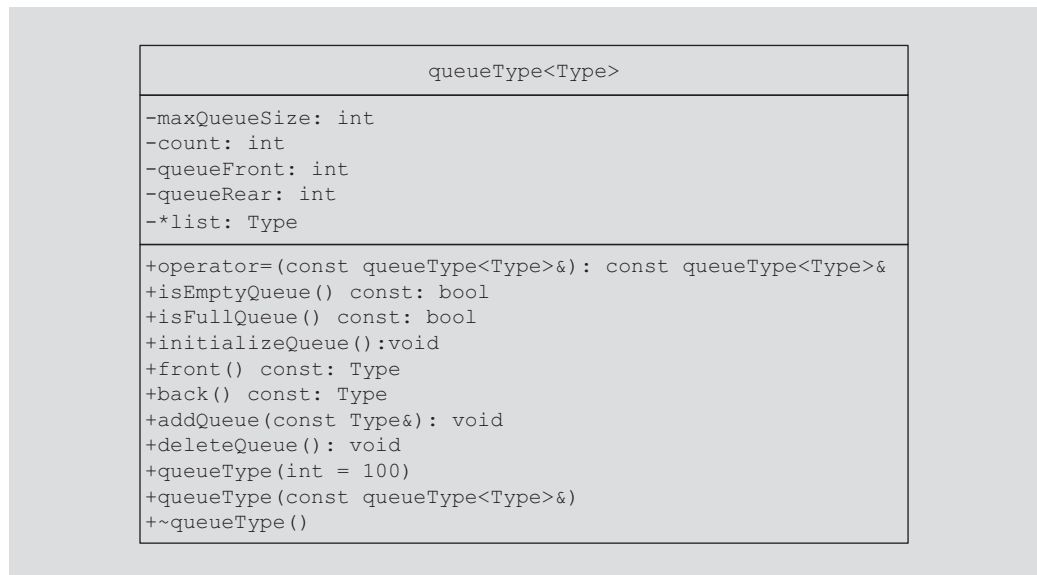 queueType<Type>
-maxQueueSize: int
-count: int
-queueFront: int
-queueRear: int
-*list: Type
+operator=(const queueType<Type>&): const queueType<Type>&
+isEmptyQueue() const: bool
+isFullQueue() const: bool
+initializeQueue():void
+front() const: Type
+back() const: Type
+addQueue(const Type&): void
+deleteQueue(): void
+queueType(int = 100)
+queueType(const queueType<Type>&)
+~queueType()